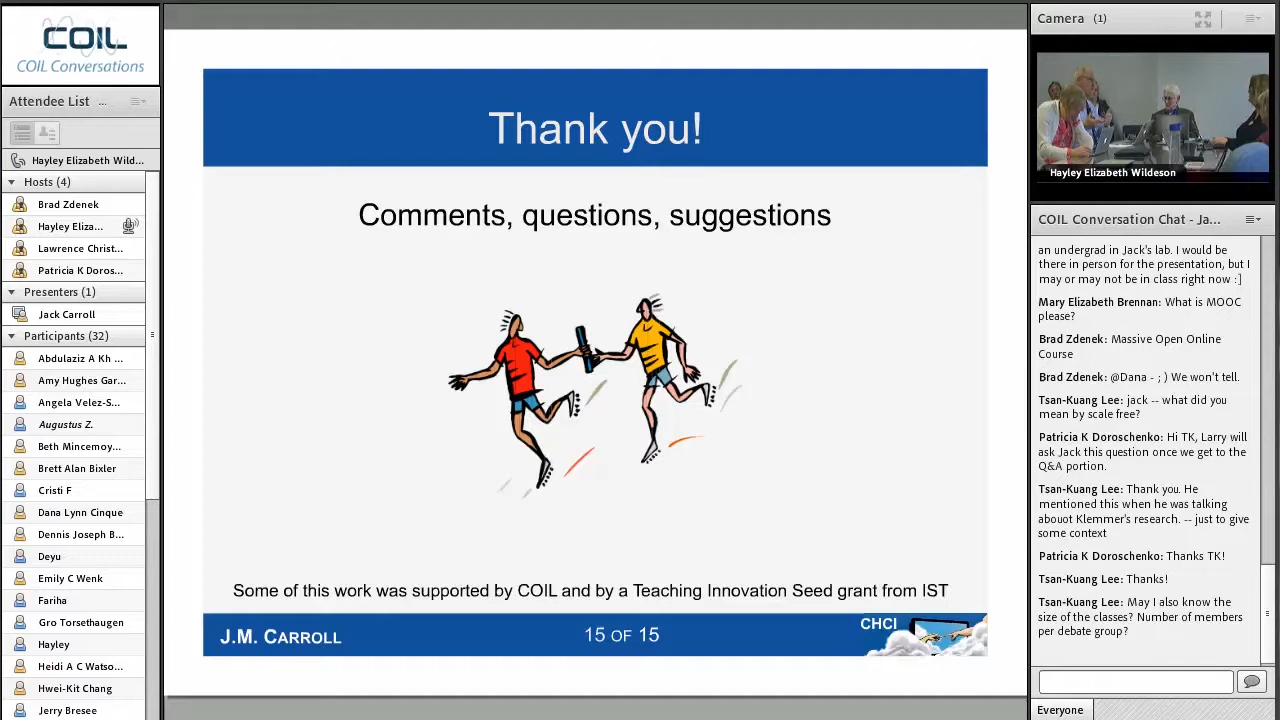 COIL
COIL Conversations
Attendee List ...
Hayley Elizabeth Wild...
Hosts (4)
Brad Zdenek
Hayley Eliza...
Lawrence Christ...
Patricia K Doros...
Presenters (1)
Jack Carroll
Participants (32)
Abdulaziz A Kh ...
Amy Hughes Gar...
Angela Velez-S...
Augustus Z.
Beth Mincemoy...
Brett Alan Bixler
Cristi F
Dana Lynn Cinque
Dennis Joseph B...
Deyu
Emily C Wenk
Fariha
Gro Torsethaugen
Hayley
Heidi A C Watso...
Hwei-Kit Chang
Jerry Bresee
Thank you!
Comments, questions, suggestions
Some of this work was supported by COIL and by a Teaching Innovation Seed grant from IST
J.M. CARROLL
15 OF 15
CHCI
Camera (1)
Hayley Elizabeth Wildeson
COIL Conversation Chat - Ja...
an undergrad in Jack's lab. I would be
there in person for the presentation, but I
may or may not be in class right now :]
Mary Elizabeth Brennan: What is MOOC
please?
Brad Zdenek: Massive Open Online
Course
Brad Zdenek: @Dana - ; ) We won't tell.
Tsan-Kuang Lee: jack -- what did you
mean by scale free?
Patricia K Doroschenko: Hi TK, Larry will
ask Jack this question once we get to the
Q&A portion.
Tsan-Kuang Lee: Thank you. He
mentioned this when he was talking
abouot Klemmer's research. -- just to give
some context
Patricia K Doroschenko: Thanks TK!
Tsan-Kuang Lee: Thanks!
Tsan-Kuang Lee: May I also know the
size of the classes? Number of members
per debate group?
Everyone